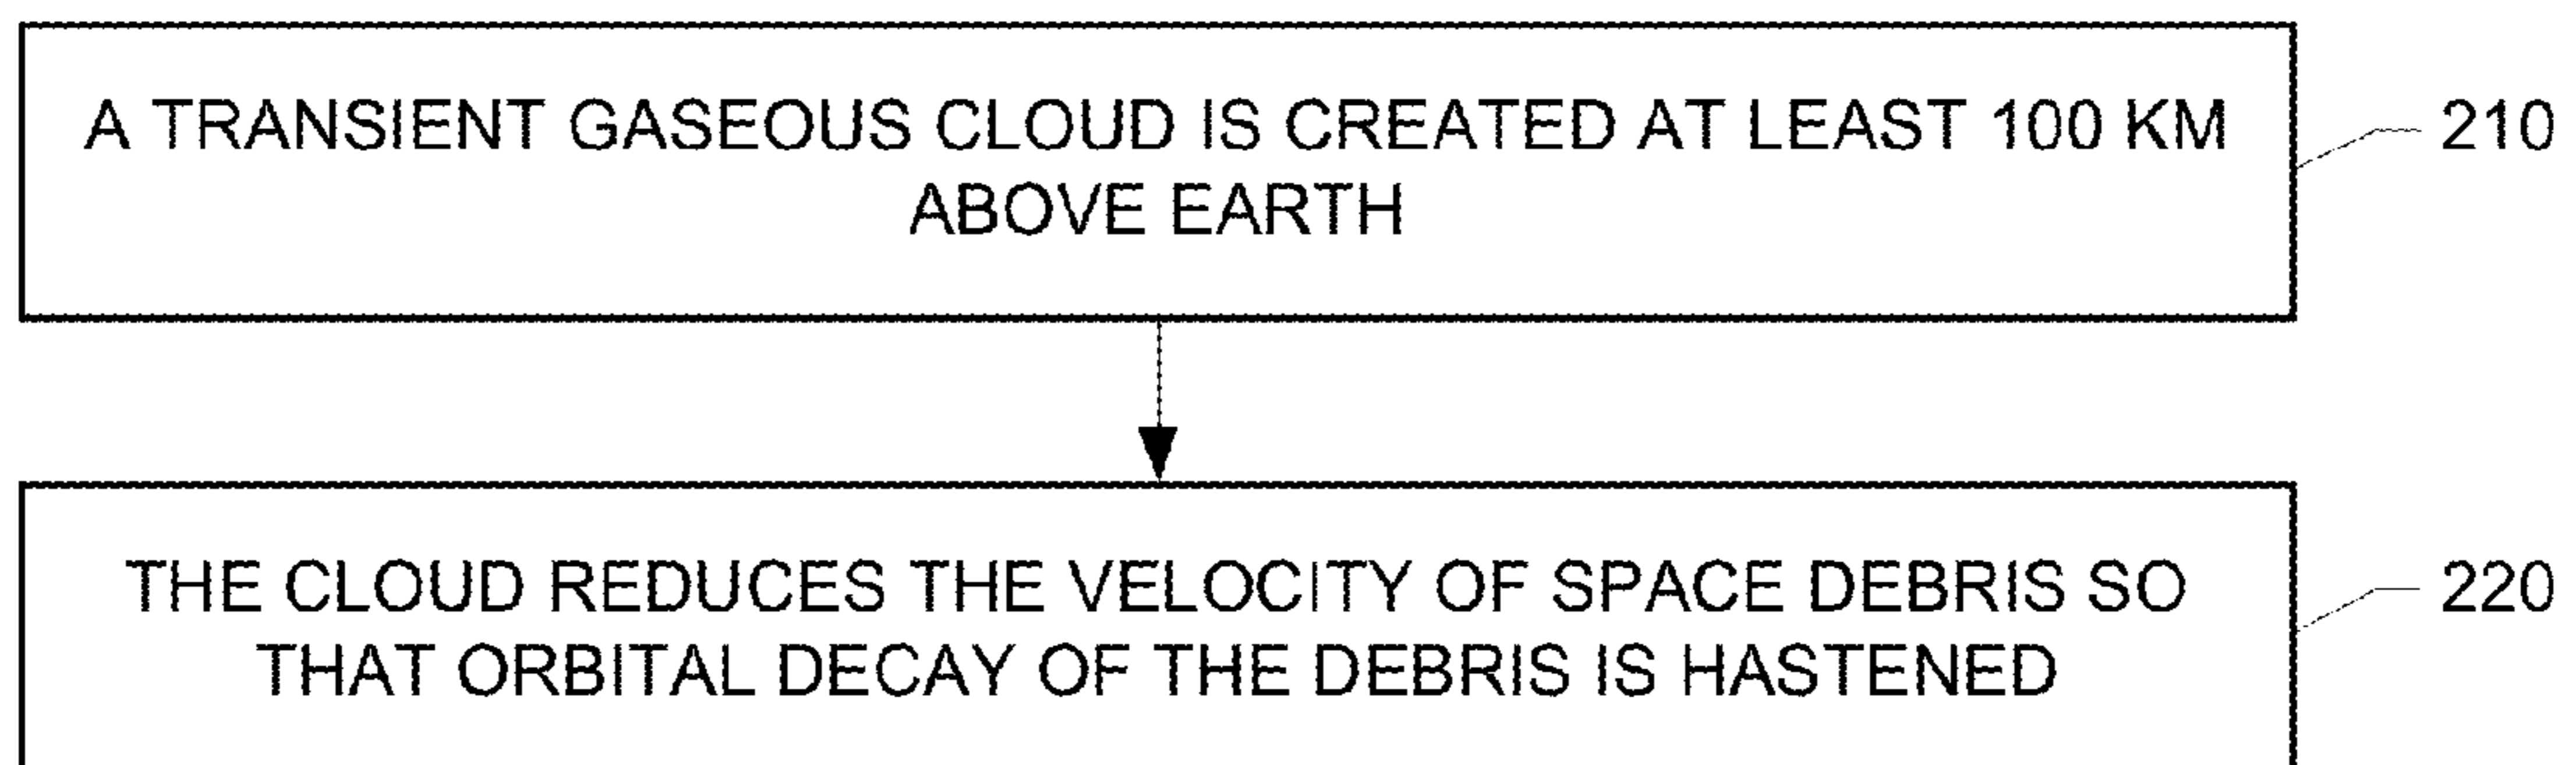 A TRANSIENT GASEOUS CLOUD IS CREATED AT LEAST 100 KM
ABOVE EARTH
210
THE CLOUD REDUCES THE VELOCITY OF SPACE DEBRIS SO
THAT ORBITAL DECAY OF THE DEBRIS IS HASTENED
220